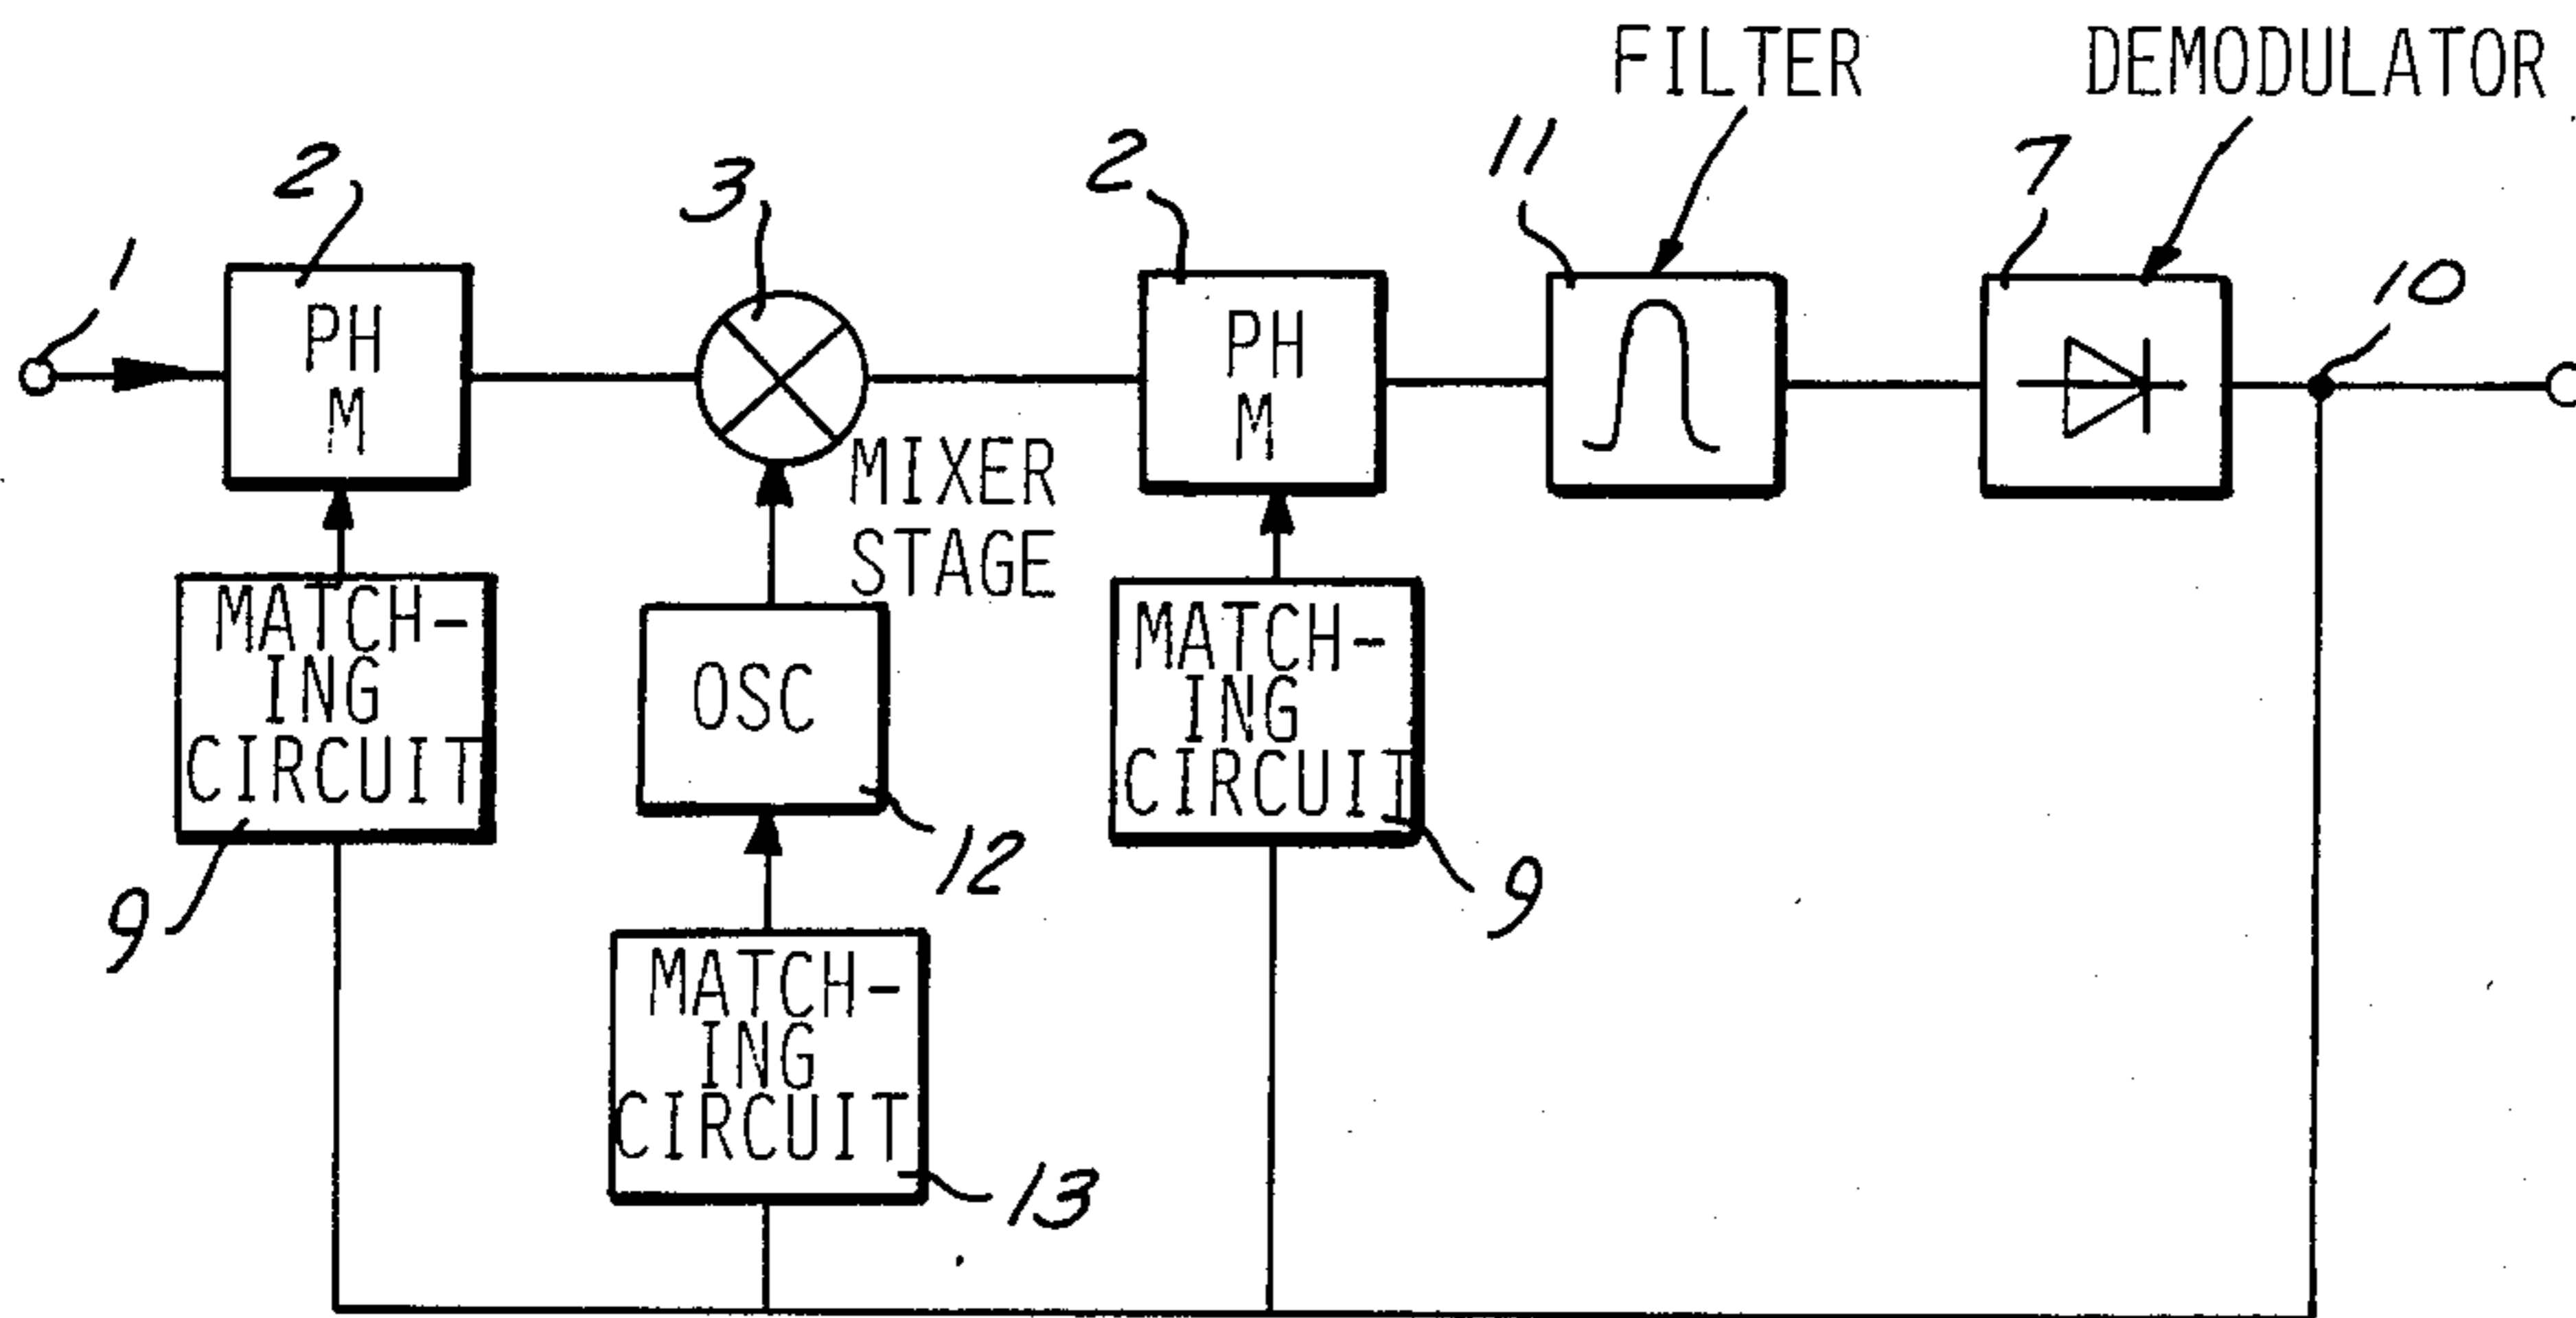 FILTER
DEMODULATOR
1
2
3
2
11
7
10
PH
M
MIXER
STAGE
PH
M
MATCH-
ING
CIRCUIT
9
OSC
12
MATCH-
ING
CIRCUIT
9
MATCH-
ING
CIRCUIT
13